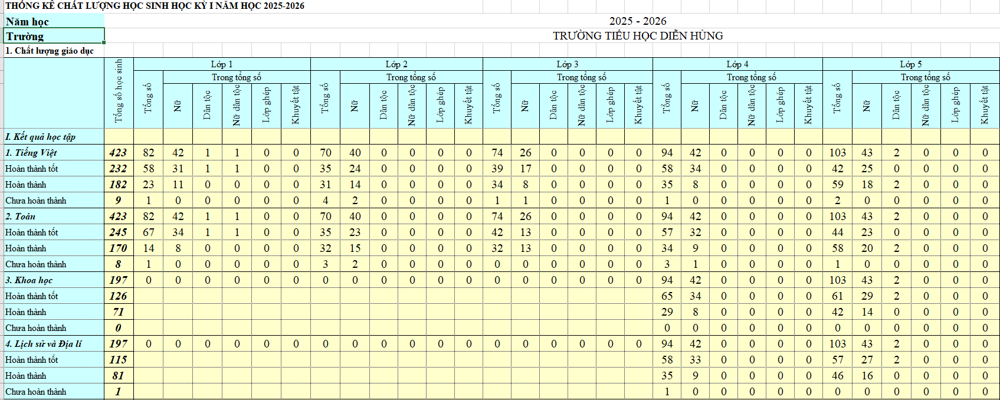 THỐNG KÊ CHẤT LƯỢNG HỌC SINH HỌC KỲ I NĂM HỌC 2025-2026
Năm học 2025 - 2026
Trường TRƯỜNG TIỂU HỌC DIỄN HÙNG
1. Chất lượng giáo dục
Tổng số học sinh Lớp 1 Lớp 2 Lớp 3 Lớp 4 Lớp 5
Tổng số Trong tổng số Tổng số Trong tổng số Tổng số Trong tổng số Tổng số Trong tổng số Tổng số Trong tổng số
Nữ Dân tộc Nữ dân tộc Lớp ghép Khuyết tật Nữ Dân tộc Nữ dân tộc Lớp ghép Khuyết tật Nữ Dân tộc Nữ dân tộc Lớp ghép Khuyết tật Nữ Dân tộc Nữ dân tộc Lớp ghép Khuyết tật Nữ Dân tộc Nữ dân tộc Lớp ghép Khuyết tật
I. Kết quả học tập
1. Tiếng Việt 423 82 42 1 1 0 0 70 40 0 0 0 0 74 26 0 0 0 0 94 42 0 0 0 0 103 43 2 0 0 0
Hoàn thành tốt 232 58 31 1 1 0 0 35 24 0 0 0 0 39 17 0 0 0 0 58 34 0 0 0 0 42 25 0 0 0 0
Hoàn thành 182 23 11 0 0 0 0 31 14 0 0 0 0 34 8 0 0 0 0 35 8 0 0 0 0 59 18 2 0 0 0
Chưa hoàn thành 9 1 0 0 0 0 0 4 2 0 0 0 0 1 1 0 0 0 0 1 0 0 0 0 0 2 0 0 0 0 0
2. Toán 423 82 42 1 1 0 0 70 40 0 0 0 0 74 26 0 0 0 0 94 42 0 0 0 0 103 43 2 0 0 0
Hoàn thành tốt 245 67 34 1 1 0 0 35 23 0 0 0 0 42 13 0 0 0 0 57 32 0 0 0 0 44 23 0 0 0 0
Hoàn thành 170 14 8 0 0 0 0 32 15 0 0 0 0 32 13 0 0 0 0 34 9 0 0 0 0 58 20 2 0 0 0
Chưa hoàn thành 8 1 0 0 0 0 0 3 2 0 0 0 0 0 0 0 0 0 0 3 1 0 0 0 0 1 0 0 0 0 0
3. Khoa học 197 0 0 0 0 0 0 0 0 0 0 0 0 0 0 0 0 0 0 94 42 0 0 0 0 103 43 2 0 0 0
Hoàn thành tốt 126 65 34 0 0 0 0 61 29 2 0 0 0
Hoàn thành 71 29 8 0 0 0 0 42 14 0 0 0 0
Chưa hoàn thành 0 0 0 0 0 0 0 0 0 0 0 0 0
4. Lịch sử và Địa lí 197 0 0 0 0 0 0 0 0 0 0 0 0 0 0 0 0 0 0 94 42 0 0 0 0 103 43 2 0 0 0
Hoàn thành tốt 115 58 33 0 0 0 0 57 27 2 0 0 0
Hoàn thành 81 35 9 0 0 0 0 46 16 0 0 0 0
Chưa hoàn thành 1 1 0 0 0 0 0 0 0 0 0 0 0